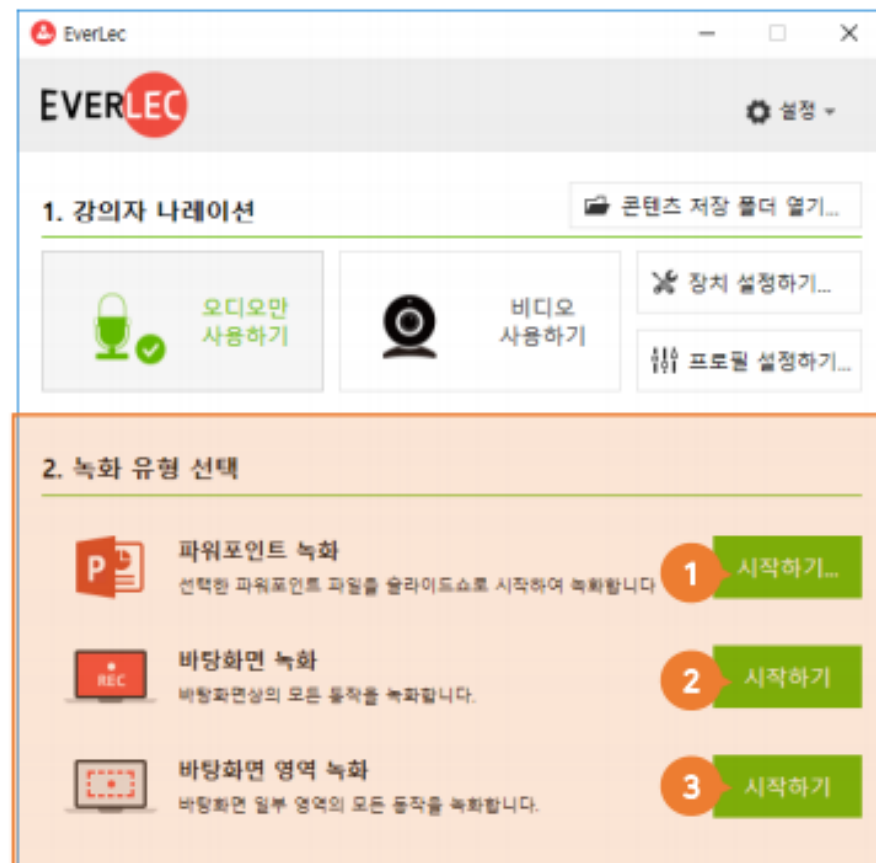 EverLec
EVERLEC
설정
1. 강의자 나레이션
콘텐츠 저장 폴더 열기...
오디오만
사용하기
비디오
사용하기
장치 설정하기...
프로필 설정하기...
2. 녹화 유형 선택
P
파워포인트 녹화
선택한 파워포인트 파일을 슬라이드쇼로 시작하여 녹화합니다
1
시작하기...
REC
바탕화면 녹화
바탕화면상의 모든 동작을 녹화합니다.
2
시작하기
바탕화면 영역 녹화
바탕화면 일부 영역의 모든 동작을 녹화합니다.
3
시작하기